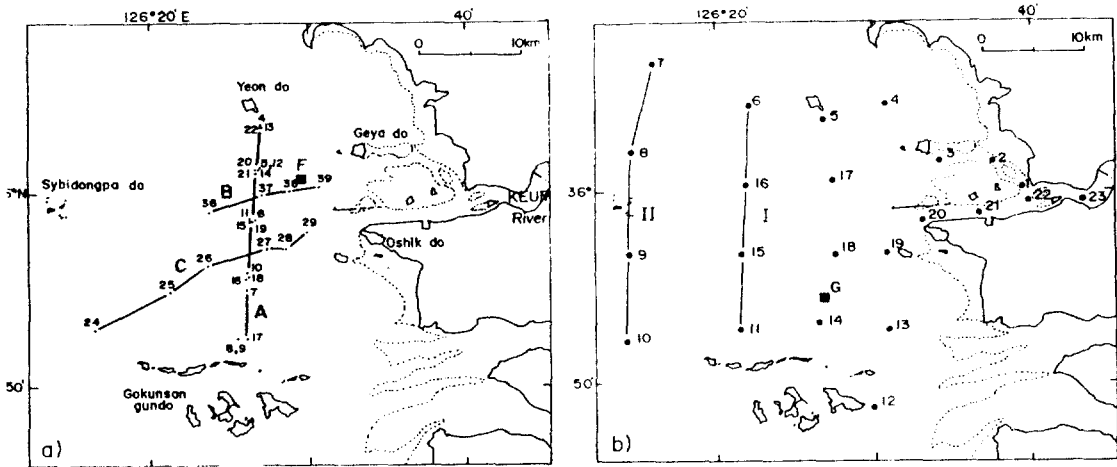 126°20' E
40'
0
10km
Yeon do
4
22 13
20 5,12
21 14
F
Geya do
Sybidongpa do
B
37
38
39
6°N
36
11 6
15 19
29
KEUM
River
Oshik do
27 28
26
C
10
16 18
25
7
24
A
17
8,9
50'
Gokunsan
gundo
a)
126°20'
40'
0
10km
7
6
5
4
8
3
2
36°
16
17
1
22
23
II
I
20
21
9
15
18
19
G
10
11
14
13
50'
12
b)